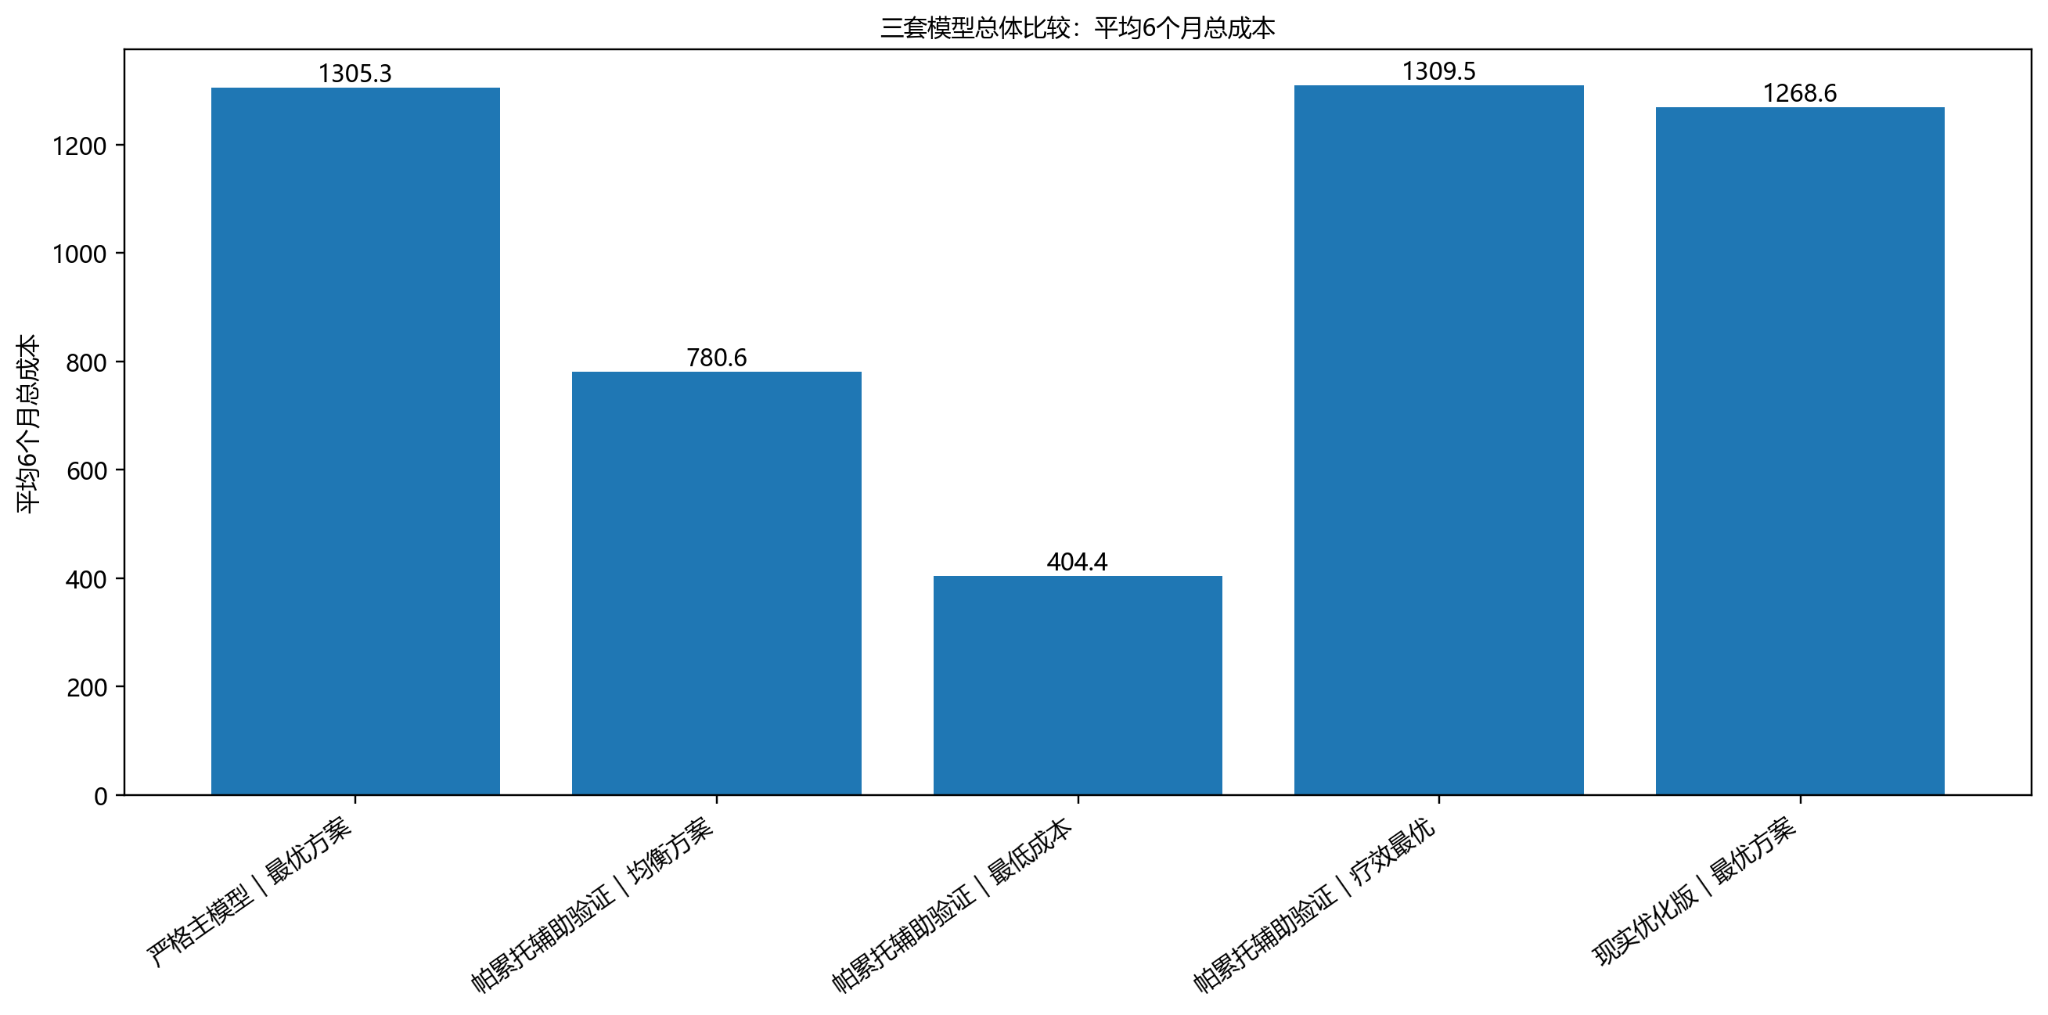 三套模型总体比较：平均6个月总成本
平均6个月总成本
1200
1000
800
600
400
200
0
1305.3
780.6
404.4
1309.5
1268.6
严格主模型｜最优方案
帕累托辅助验证｜均衡方案
帕累托辅助验证｜最低成本
帕累托辅助验证｜疗效最优
现实优化版｜最优方案